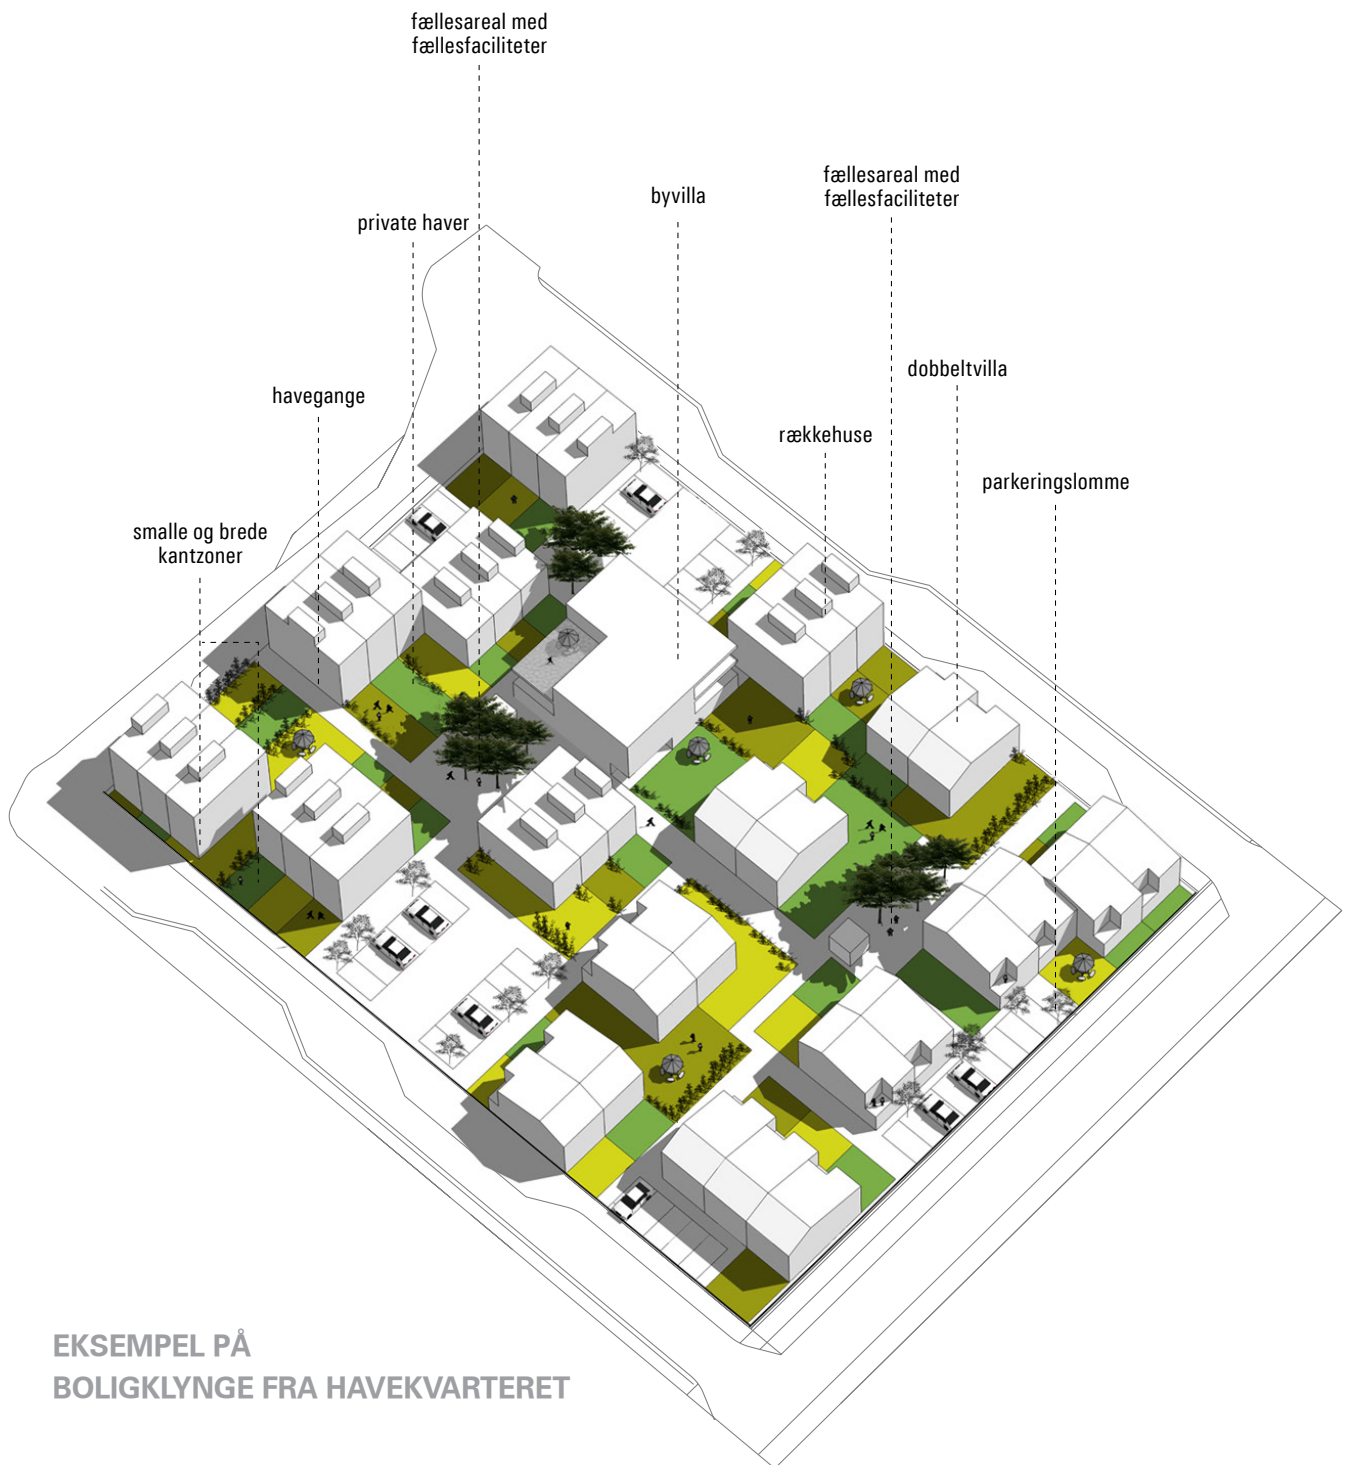 fællesareal med
fællesfaciliteter
fællesareal med
fællesfaciliteter
byvilla
private haver
dobbeltvilla
havegange
rækkehuse
parkeringslomme
smalle og brede
kantzoner
EKSEMPEL PÅ
BOLIGKLYNGE FRA HAVEKVARTERET